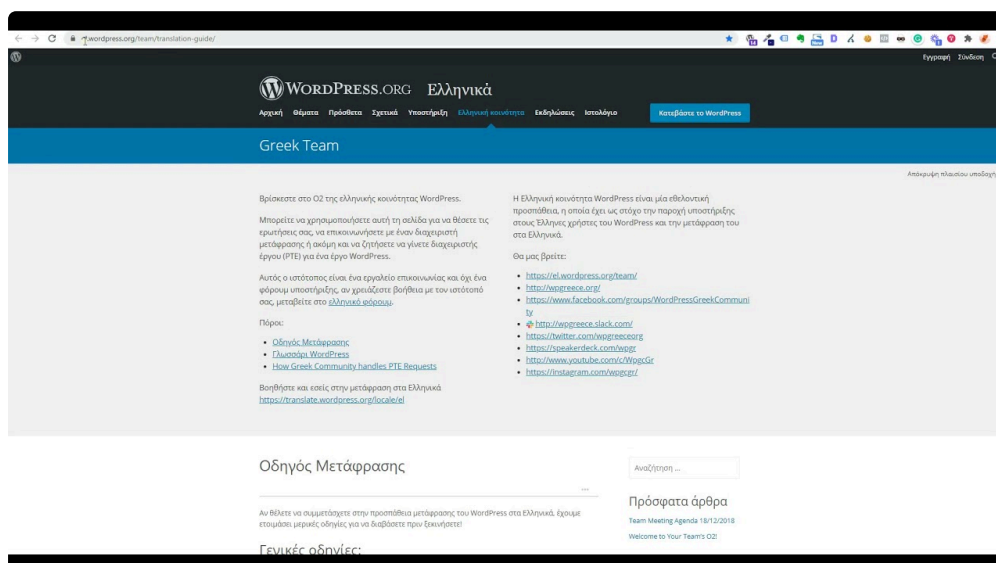 .wordpress.org/team/translation-guide/
Εγγραφή Σύνδεση
WORDPRESS.ORG Ελληνικά
Αρχική Θέματα Πρόσθετα Σχετικά Υποστήριξη Ελληνική κοινότητα Εκδηλώσεις Ιστολόγιο Κατεβάστε το WordPress
Greek Team
Απόκρυψη πλαισίου υποδοχή
Βρίσκεστε στο O2 της ελληνικής κοινότητας WordPress.
Μπορείτε να χρησιμοποιήσετε αυτή τη σελίδα για να θέσετε τις
ερωτήσεις σας, να επικοινωνήσετε με έναν διαχειριστή
μετάφρασης ή ακόμη και να ζητήσετε να γίνετε διαχειριστής
έργου (PTE) για ένα έργο WordPress.
Αυτός ο ιστότοπος είναι ένα εργαλείο επικοινωνίας και όχι ένα
φόρουμ υποστήριξης, αν χρειάζεστε βοήθεια με τον ιστότοπό
σας, μεταβείτε στο ελληνικό φόρουμ.
Πόροι:
Οδηγός Μετάφρασης
Γλωσσάρι WordPress
How Greek Community handles PTE Requests
Βοηθήστε και εσείς στην μετάφραση στα Ελληνικά
https://translate.wordpress.org/locale/el
Η Ελληνική κοινότητα WordPress είναι μία εθελοντική
προσπάθεια, η οποία έχει ως στόχο την παροχή υποστήριξης
στους Έλληνες χρήστες του WordPress και την μετάφραση του
στα Ελληνικά.
Θα μας βρείτε:
https://el.wordpress.org/team/
http://wpgreece.org/
https://www.facebook.com/groups/WordPressGreekCommuni
ty
http://wpgreece.slack.com/
https://twitter.com/wpgreeceorg
https://speakerdeck.com/wpgr
http://www.youtube.com/c/WpgcGr
https://instagram.com/wpgcgr/
Οδηγός Μετάφρασης
Αν θέλετε να συμμετάσχετε στην προσπάθεια μετάφρασης του WordPress στα Ελληνικά, έχουμε
ετοιμάσει μερικές οδηγίες για να διαβάσετε πριν ξεκινήσετε!
Γενικές οδηγίες:
Αναζήτηση ...
Πρόσφατα άρθρα
Team Meeting Agenda 18/12/2018
Welcome to Your Team's O2!